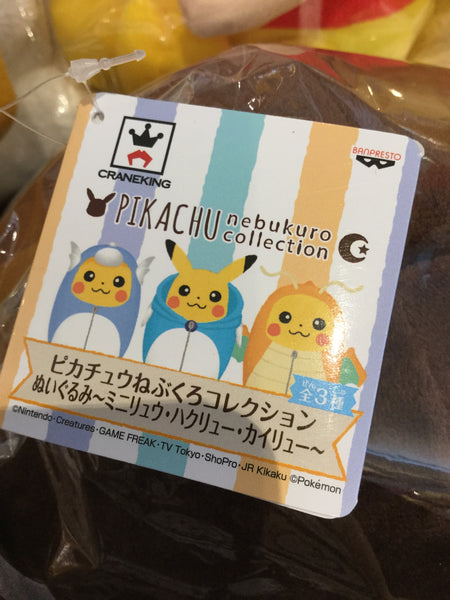 CRANEKING
BANPRESTO
PIKACHU nebukuro
collection
ピカチュウねぶくろコレクション
ぬいぐるみ～ミニリュウ・ハクリュー・カイリュー～
全3種
©Nintendo・Creatures・GAME FREAK・TV Tokyo・ShoPro・JR Kikaku ©Pokémon